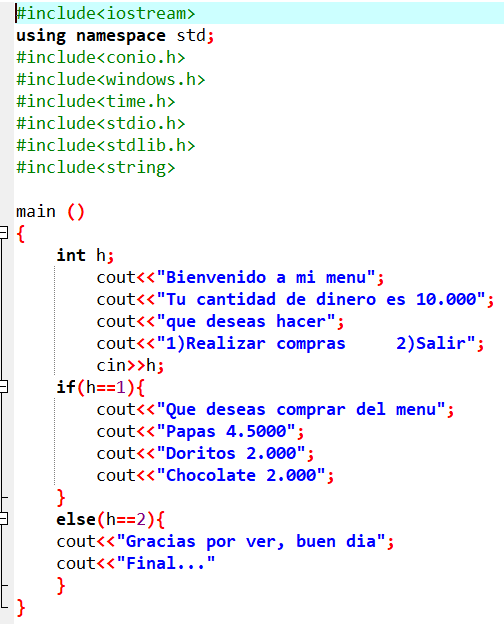 #include<iostream>
using namespace std;
#include<conio.h>
#include<windows.h>
#include<time.h>
#include<stdio.h>
#include<stdlib.h>
#include<string>
main ()
{
int h;
cout<<"Bienvenido a mi menu";
cout<<"Tu cantidad de dinero es 10.000";
cout<<"que deseas hacer";
cout<<"1)Realizar compras     2)Salir";
cin>>h;
if(h==1){
cout<<"Que deseas comprar del menu";
cout<<"Papas 4.5000";
cout<<"Doritos 2.000";
cout<<"Chocolate 2.000";
}
else(h==2){
cout<<"Gracias por ver, buen dia";
cout<<"Final..."
}
}